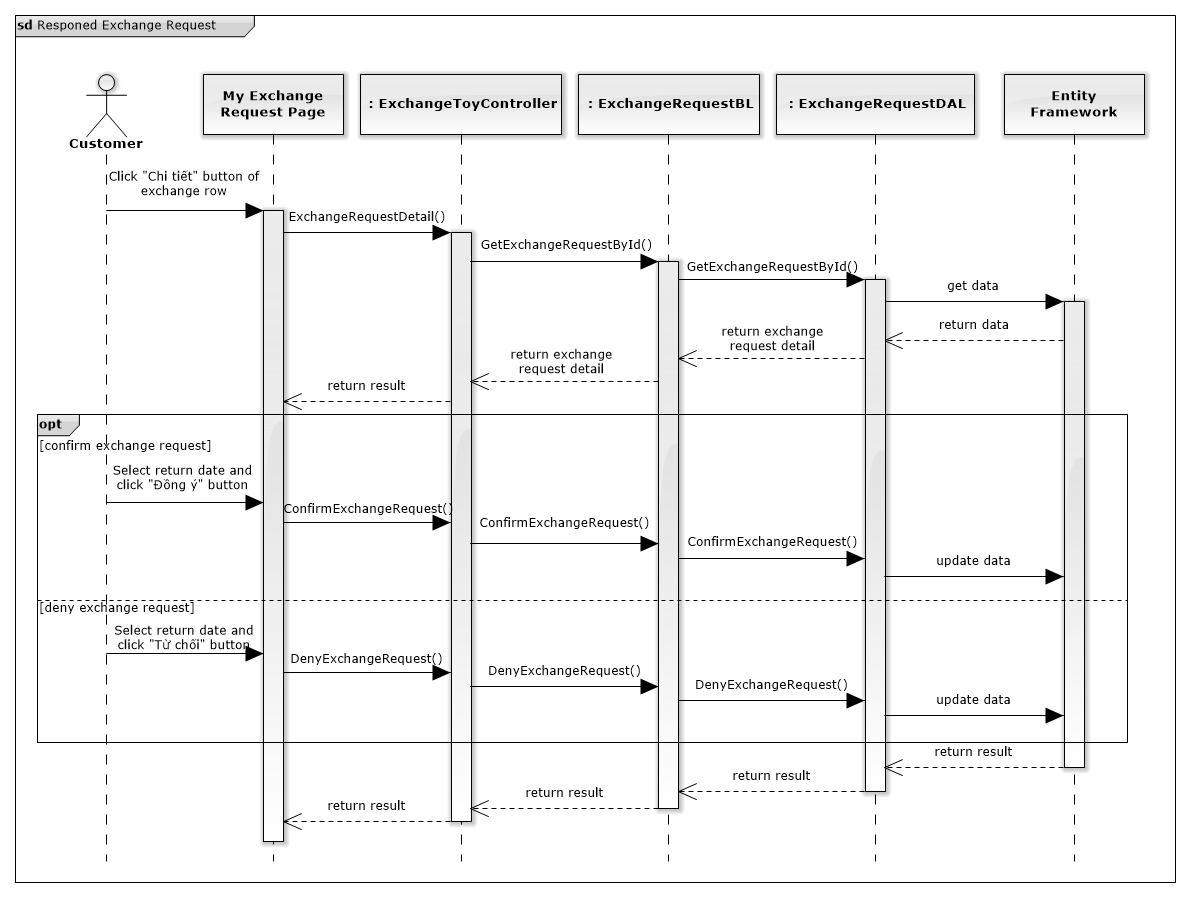 sd Responed Exchange Request
Customer
My Exchange
Request Page
: ExchangeToyController
: ExchangeRequestBL
: ExchangeRequestDAL
Entity
Framework
Click "Chi tiết" button of
exchange row
ExchangeRequestDetail()
GetExchangeRequestById()
GetExchangeRequestById()
get data
return data
return exchange
request detail
return exchange
request detail
return result
opt
[confirm exchange request]
Select return date and
click "Đồng ý" button
ConfirmExchangeRequest()
ConfirmExchangeRequest()
ConfirmExchangeRequest()
update data
[deny exchange request]
Select return date and
click "Từ chối" button
DenyExchangeRequest()
DenyExchangeRequest()
DenyExchangeRequest()
update data
return result
return result
return result
return result